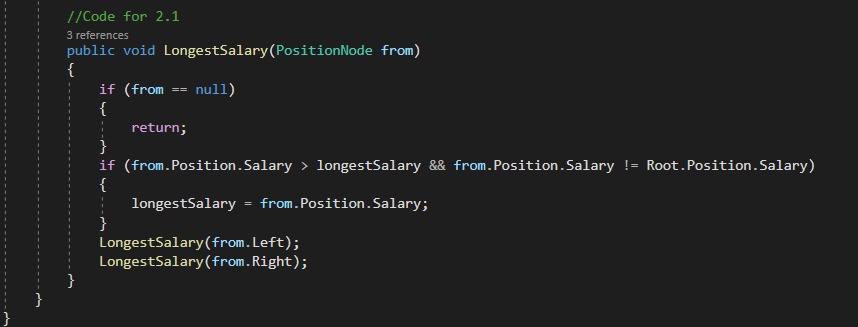 //Code for 2.1
3 references
public void LongestSalary(PositionNode from)
{
if (from == null)
{
return;
}
if (from.Position.Salary > longestSalary && from.Position.Salary != Root.Position.Salary)
{
longestSalary = from.Position.Salary;
}
LongestSalary(from.Left);
LongestSalary(from.Right);
}
}
}